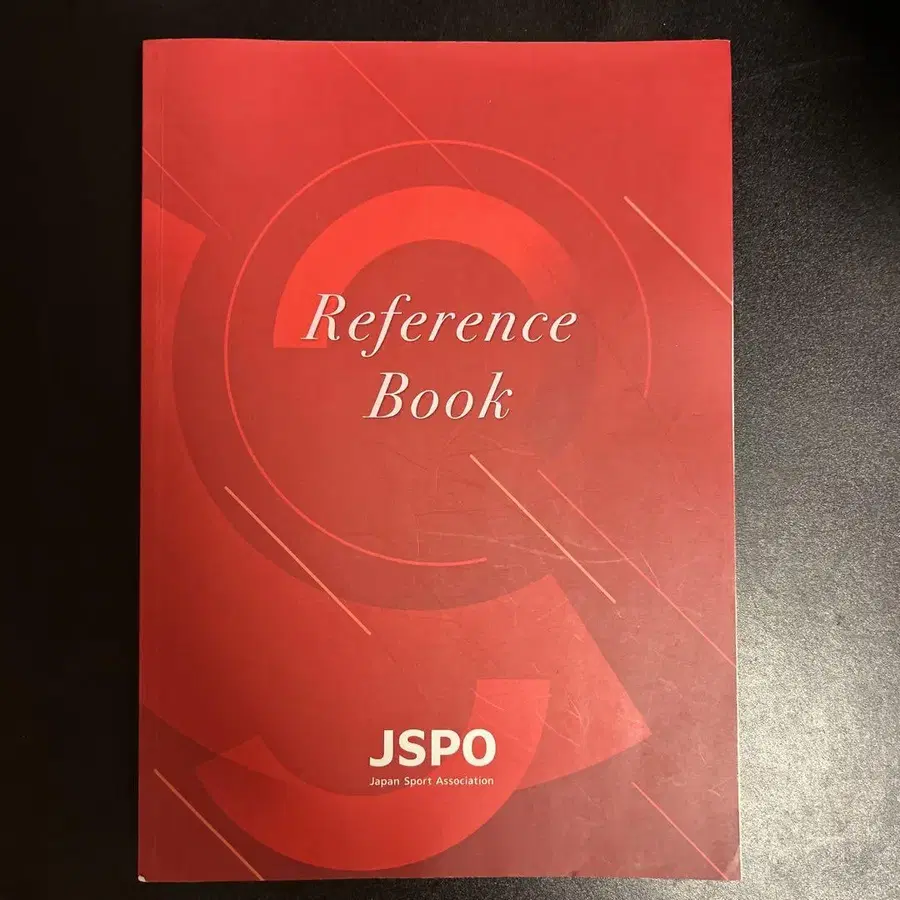 Reference
Book
JSPO
Japan Sport Association